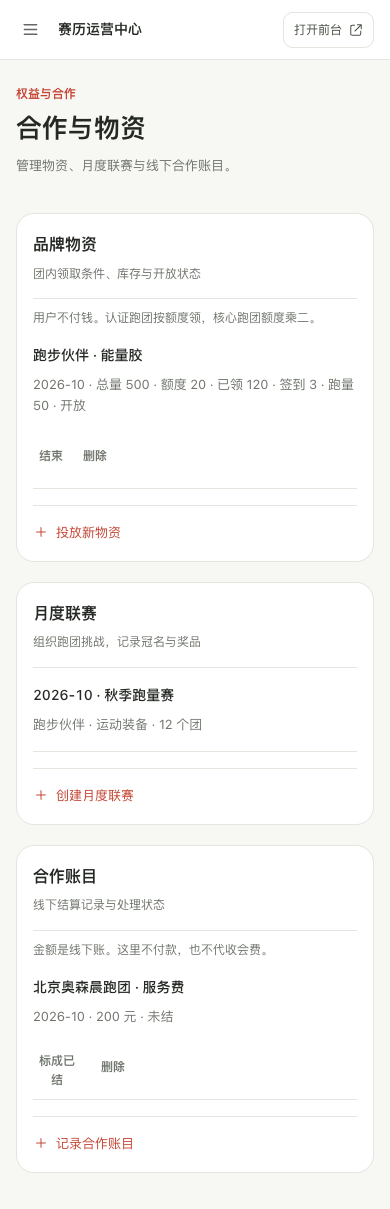 赛历运营中心
打开前台
权益与合作
合作与物资
管理物资、月度联赛与线下合作账目。
品牌物资
团内领取条件、库存与开放状态
用户不付钱。认证跑团按额度领，核心跑团额度乘二。
跑步伙伴 · 能量胶
2026-10 · 总量 500 · 额度 20 · 已领 120 · 签到 3 · 跑量
50 · 开放
结束 删除
投放新物资
月度联赛
组织跑团挑战，记录冠名与奖品
2026-10 · 秋季跑量赛
跑步伙伴 · 运动装备 · 12 个团
创建月度联赛
合作账目
线下结算记录与处理状态
金额是线下账。这里不付款，也不代收会费。
北京奥森晨跑团 · 服务费
2026-10 · 200 元 · 未结
标成已
结
删除
记录合作账目